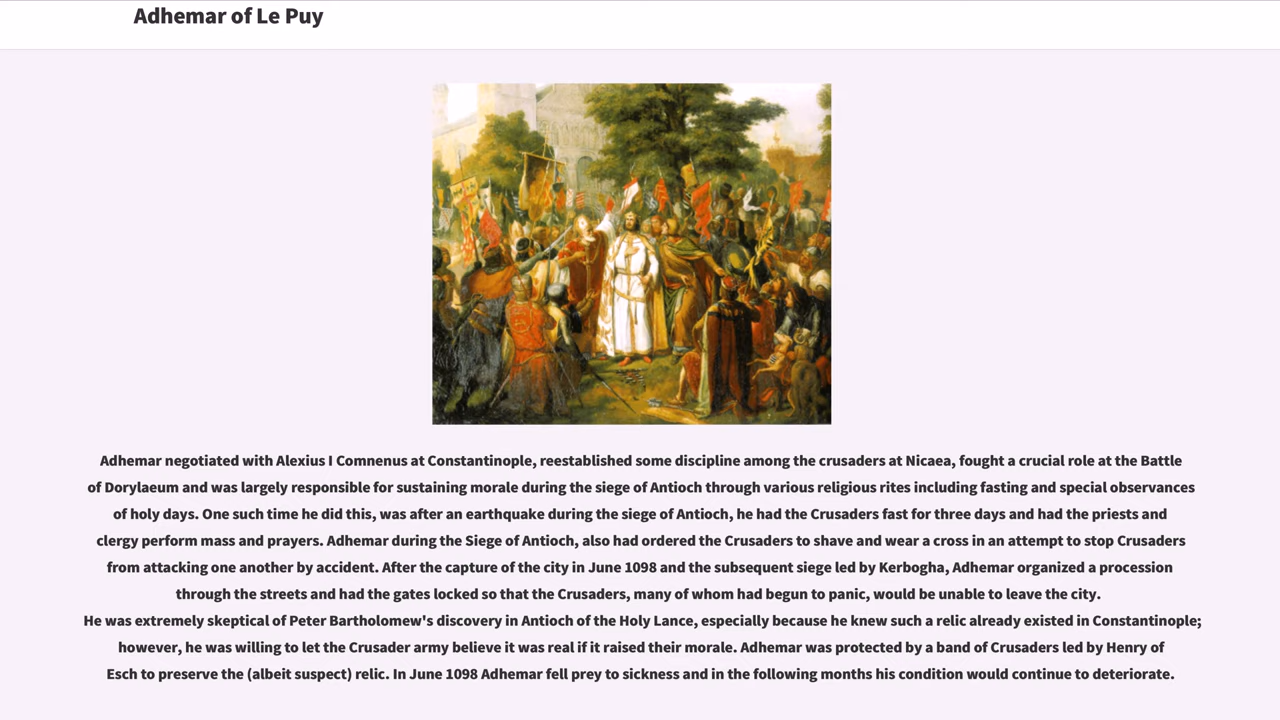 Adhemar of Le Puy
Adhemar negotiated with Alexius I Comnenus at Constantinople, reestablished some discipline among the crusaders at Nicaea, fought a crucial role at the Battle
of Dorylaeum and was largely responsible for sustaining morale during the siege of Antioch through various religious rites including fasting and special observances
of holy days. One such time he did this, was after an earthquake during the siege of Antioch, he had the Crusaders fast for three days and had the priests and
clergy perform mass and prayers. Adhemar during the Siege of Antioch, also had ordered the Crusaders to shave and wear a cross in an attempt to stop Crusaders
from attacking one another by accident. After the capture of the city in June 1098 and the subsequent siege led by Kerbogha, Adhemar organized a procession
through the streets and had the gates locked so that the Crusaders, many of whom had begun to panic, would be unable to leave the city.
He was extremely skeptical of Peter Bartholomew's discovery in Antioch of the Holy Lance, especially because he knew such a relic already existed in Constantinople;
however, he was willing to let the Crusader army believe it was real if it raised their morale. Adhemar was protected by a band of Crusaders led by Henry of
Esch to preserve the (albeit suspect) relic. In June 1098 Adhemar fell prey to sickness and in the following months his condition would continue to deteriorate.